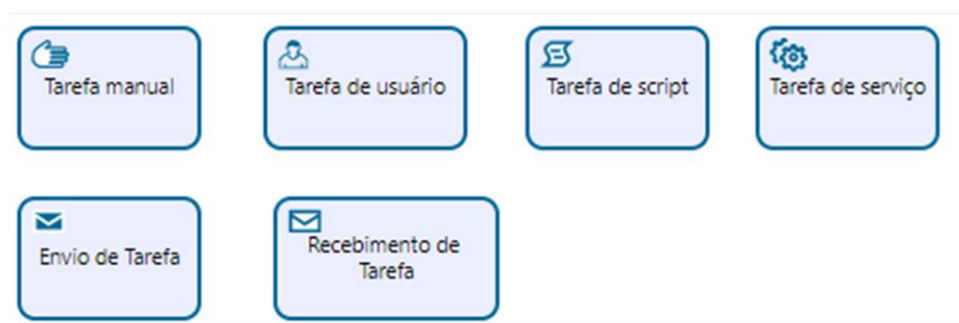 Tarefa manual
Tarefa de usuário
Tarefa de script
Tarefa de serviço
Envio de Tarefa
Recebimento de
Tarefa